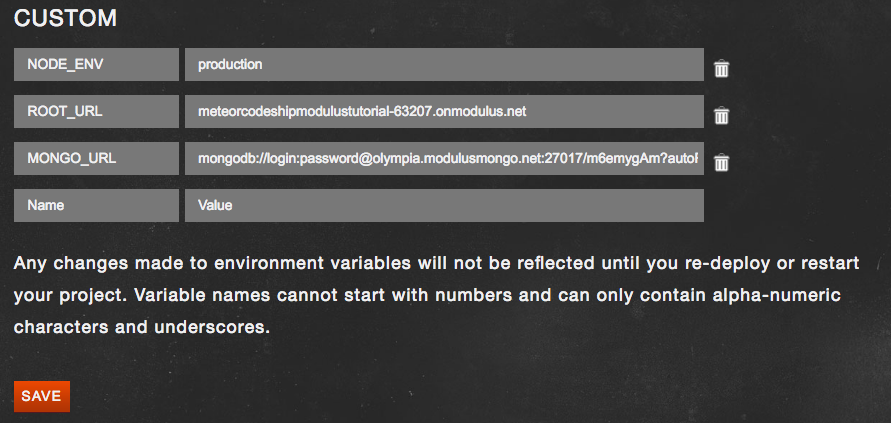 CUSTOM
NODE_ENV production
ROOT_URL meteorcodeshipmodulustutorial-63207.onmodulus.net
MONGO_URL mongodb://login:password@olympia.modulusmongo.net:27017/m6emygAm?autoR
Name Value
Any changes made to environment variables will not be reflected until you re-deploy or restart
your project. Variable names cannot start with numbers and can only contain alpha-numeric
characters and underscores.
SAVE